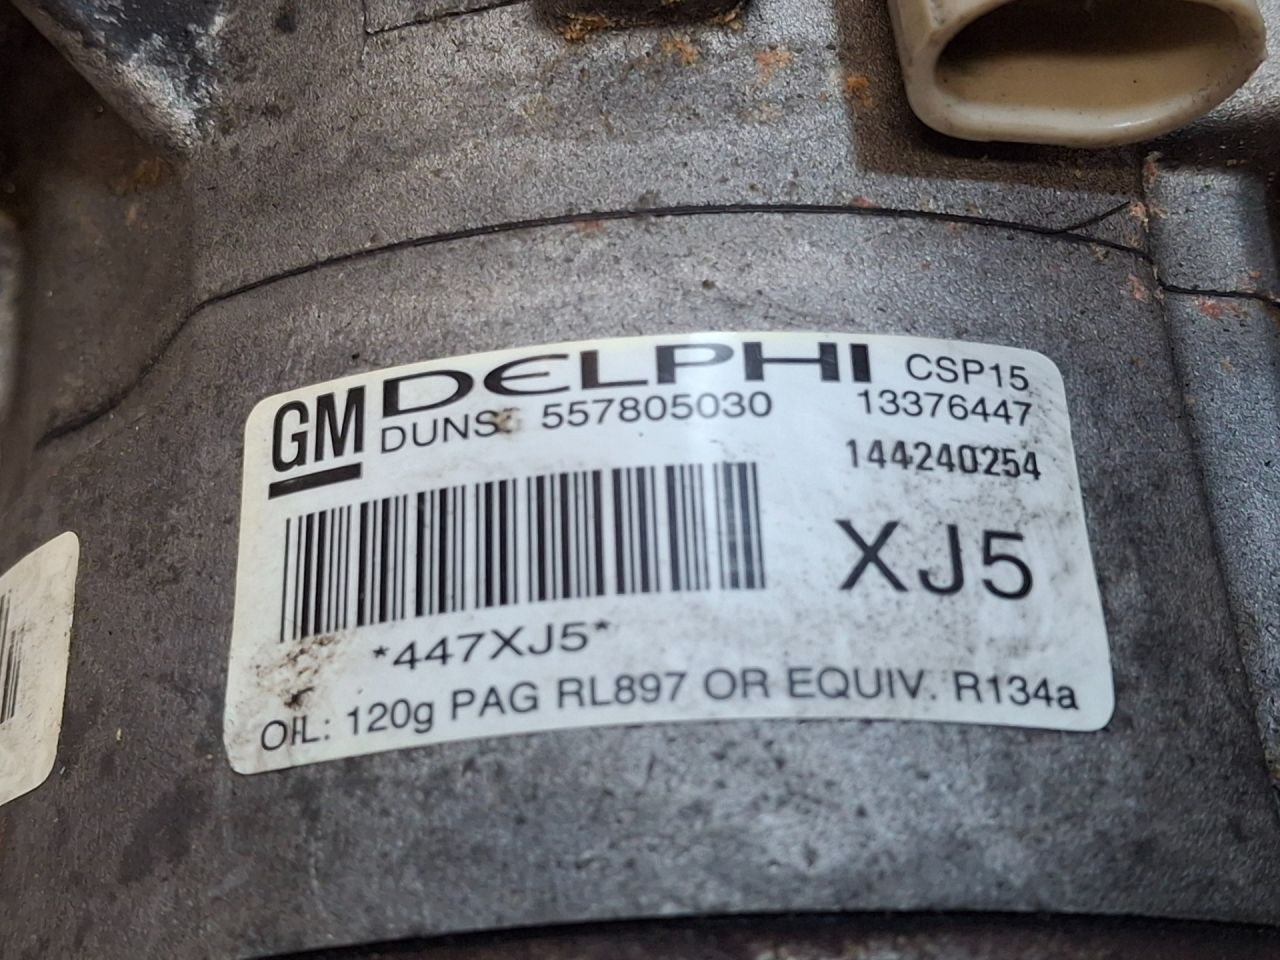 GM DELPHI CSP15
DUNS: 557805030 13376447
144240254
XJ5
*447XJ5*
OIL: 120g PAG RL897 OR EQUIV. R134a